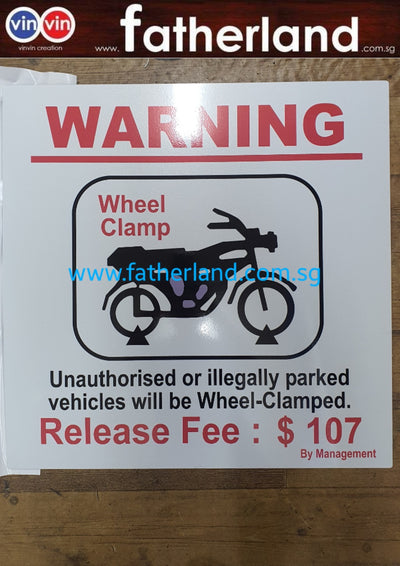 vin vin
vinvin creation
www.fatherland.com.sg
WARNING
Wheel
Clamp
www.fatherland.com.sg
Unauthorised or illegally parked
vehicles will be Wheel-Clamped.
Release Fee : $ 107
By Management